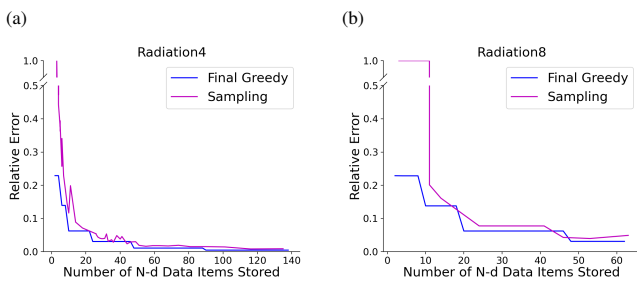 (a)
Radiation4
Relative Error
1.0
0.5
0.4
0.3
0.2
0.1
0.0
Final Greedy
Sampling
0 20 40 60 80 100 120 140
Number of N-d Data Items Stored
(b)
Radiation8
Relative Error
1.0
0.5
0.4
0.3
0.2
0.1
0.0
Final Greedy
Sampling
0 10 20 30 40 50 60
Number of N-d Data Items Stored